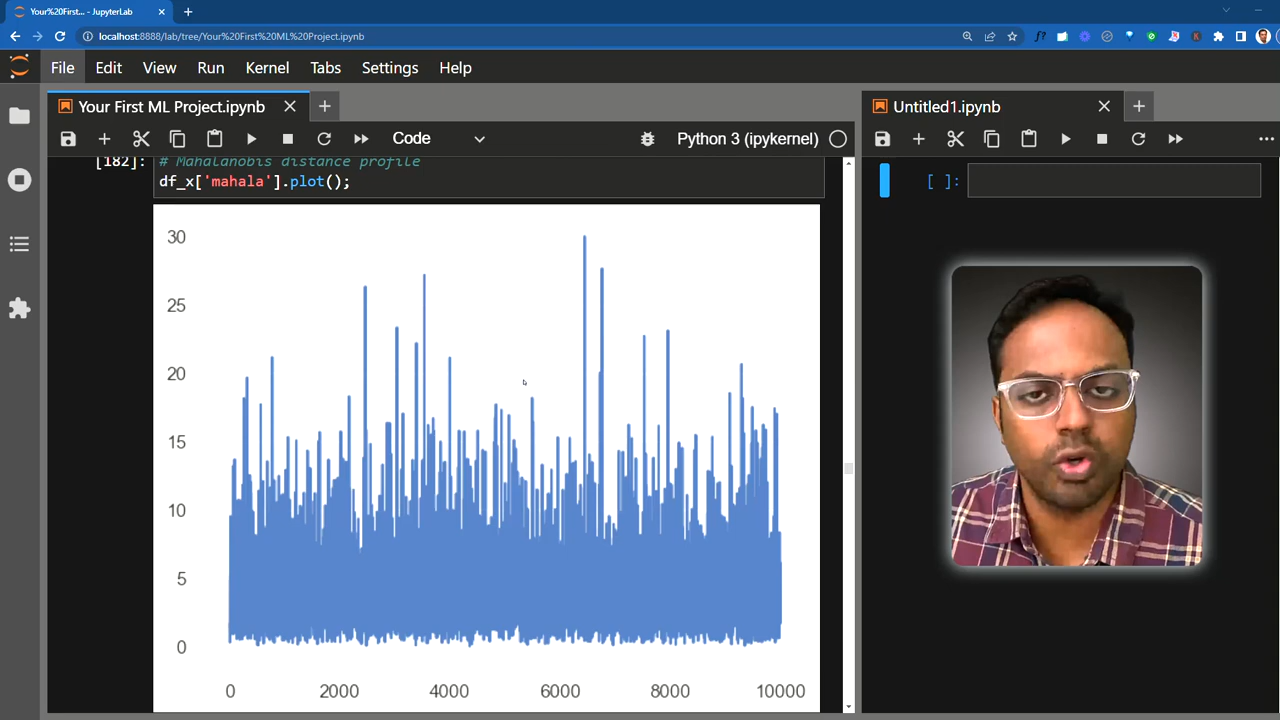 Your%20First... - JupyterLab
localhost:8888/lab/tree/Your%20First%20ML%20Project.ipynb
File Edit View Run Kernel Tabs Settings Help
Your First ML Project.ipynb
Untitled1.ipynb
Code
Python 3 (ipykernel)
[182]: # Mahalanobis distance profile
df_x['mahala'].plot();
[ ]:
30
25
20
15
10
5
0
0 2000 4000 6000 8000 10000